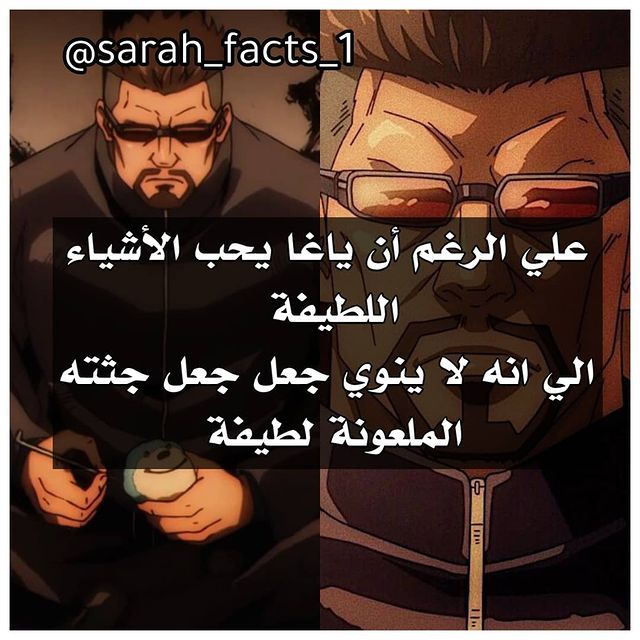 @sarah_facts_1
علي الرغم أن ياغا يحب الأشياء
اللطيفة
الي انه لا ينوي جعل جعل جثته
الملعونة لطيفة